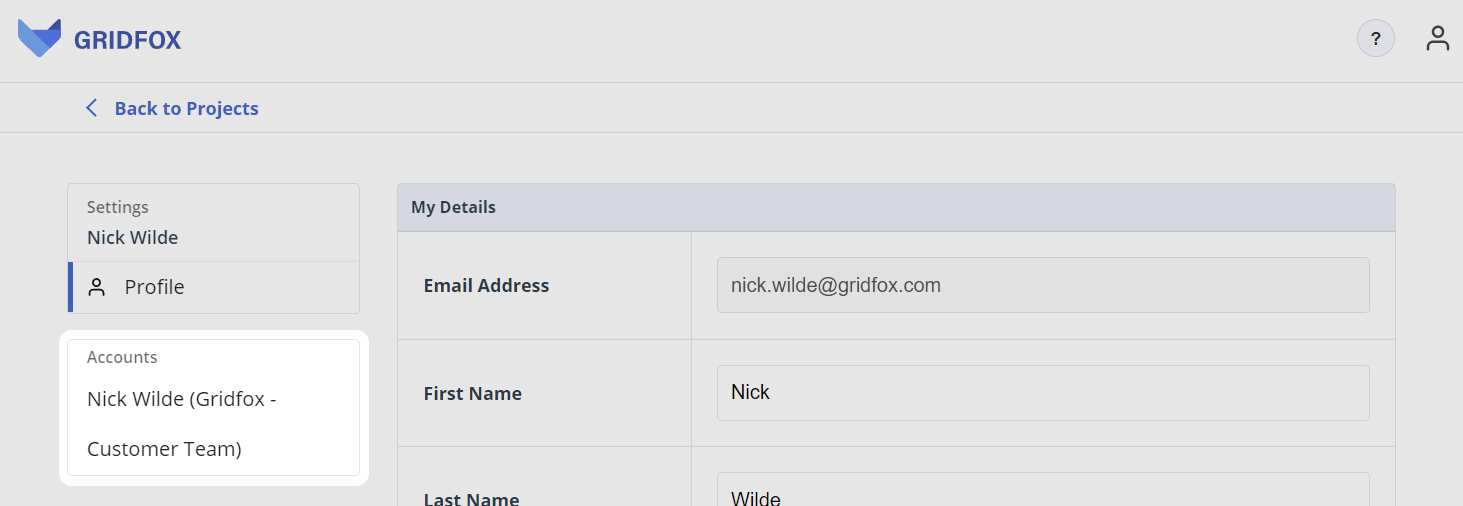 GRIDFOX
?
Back to Projects
Settings
Nick Wilde
Profile
Accounts
Nick Wilde (Gridfox -
Customer Team)
My Details
Email Address
nick.wilde@gridfox.com
First Name
Nick
Last Name
Wilde